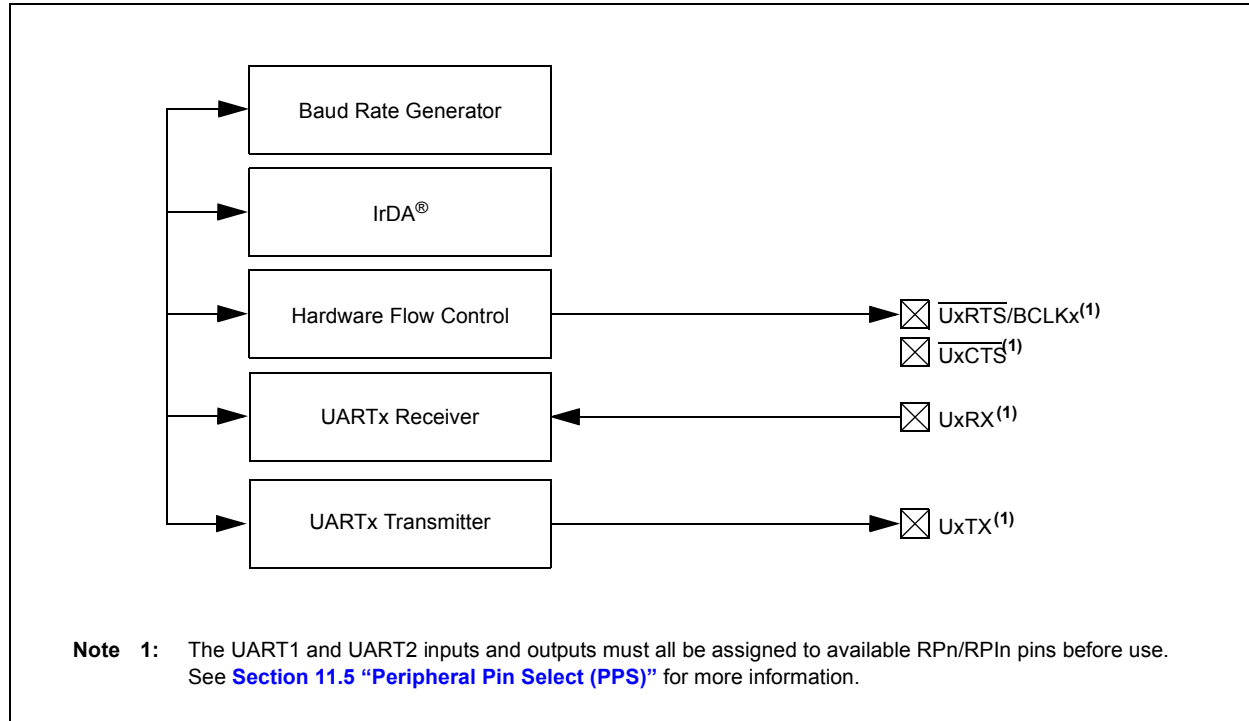 Baud Rate Generator
IrDA®
Hardware Flow Control
UxRTS/BCLKx(1)
UxCTS(1)
UARTx Receiver
UxRX(1)
UARTx Transmitter
UxTX(1)
Note 1: The UART1 and UART2 inputs and outputs must all be assigned to available RPn/RPIn pins before use.
See Section 11.5 “Peripheral Pin Select (PPS)” for more information.